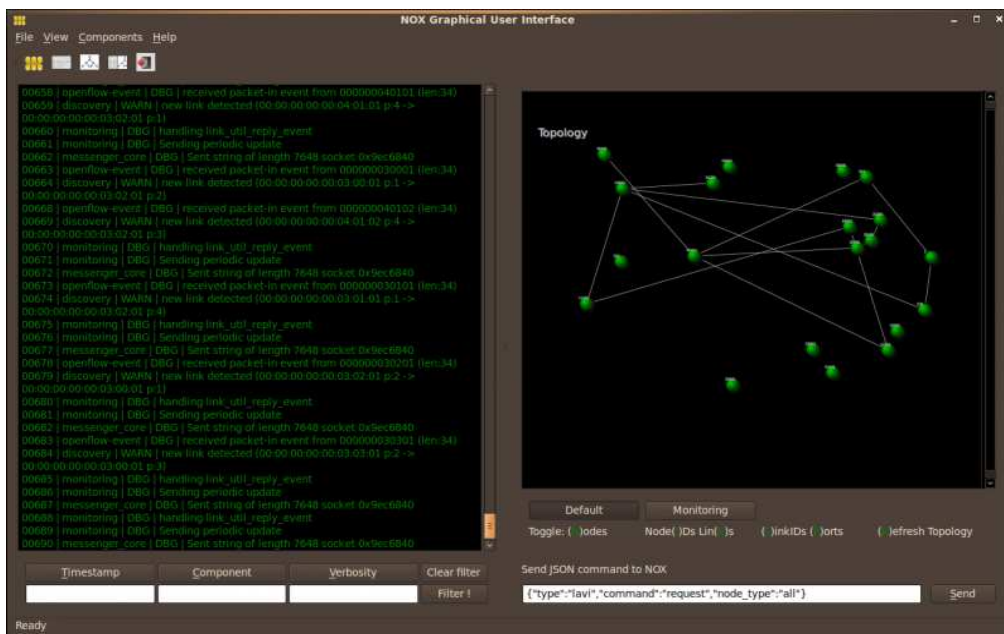 NOX Graphical User Interface
File View Components Help
00658 | openflow-event | DBG | received packet-in event from 000000040101 (len:34)
00659 | discovery | WARN | new link detected (00:00:00:00:00:04:01:01 p:4 ->
00:00:00:00:00:03:02:01 p:1)
00660 | monitoring | DBG | handling link_util_reply_event
00661 | monitoring | DBG | Sending periodic update
00662 | messenger_core | DBG | Sent string of length 7648 socket 0x9ec6840
00663 | openflow-event | DBG | received packet-in event from 000000030001 (len:34)
00664 | discovery | WARN | new link detected (00:00:00:00:00:03:00:01 p:1 ->
00:00:00:00:00:03:02:01 p:2)
00668 | openflow-event | DBG | received packet-in event from 000000040102 (len:34)
00669 | discovery | WARN | new link detected (00:00:00:00:00:04:01:02 p:4 ->
00:00:00:00:00:03:02:01 p:3)
00670 | monitoring | DBG | handling link_util_reply_event
00671 | monitoring | DBG | Sending periodic update
00672 | messenger_core | DBG | Sent string of length 7648 socket 0x9ec6840
00673 | openflow-event | DBG | received packet-in event from 000000030101 (len:34)
00674 | discovery | WARN | new link detected (00:00:00:00:00:03:01:01 p:1 ->
00:00:00:00:00:03:02:01 p:4)
00675 | monitoring | DBG | handling link_util_reply_event
00676 | monitoring | DBG | Sending periodic update
00677 | messenger_core | DBG | Sent string of length 7648 socket 0x9ec6840
00678 | openflow-event | DBG | received packet-in event from 000000030201 (len:34)
00679 | discovery | WARN | new link detected (00:00:00:00:00:03:02:01 p:2 ->
00:00:00:00:00:03:00:01 p:1)
00680 | monitoring | DBG | handling link_util_reply_event
00681 | monitoring | DBG | Sending periodic update
00682 | messenger_core | DBG | Sent string of length 7648 socket 0x9ec6840
00683 | openflow-event | DBG | received packet-in event from 000000030301 (len:34)
00684 | discovery | WARN | new link detected (00:00:00:00:00:03:03:01 p:2 ->
00:00:00:00:00:03:00:01 p:3)
00685 | monitoring | DBG | handling link_util_reply_event
00686 | monitoring | DBG | Sending periodic update
00687 | messenger_core | DBG | Sent string of length 7648 socket 0x9ec6840
00688 | monitoring | DBG | handling link_util_reply_event
00689 | monitoring | DBG | Sending periodic update
00690 | messenger_core | DBG | Sent string of length 7648 socket 0x9ec6840
Timestamp Component Verbosity Clear filter
Filter !
Topology
Default Monitoring
Toggle: ( )odes Node( )Ds Lin( )s ( )inkIDs ( )orts ( )efresh Topology
Send JSON command to NOX
{"type":"lavi","command":"request","node_type":"all"} Send
Ready